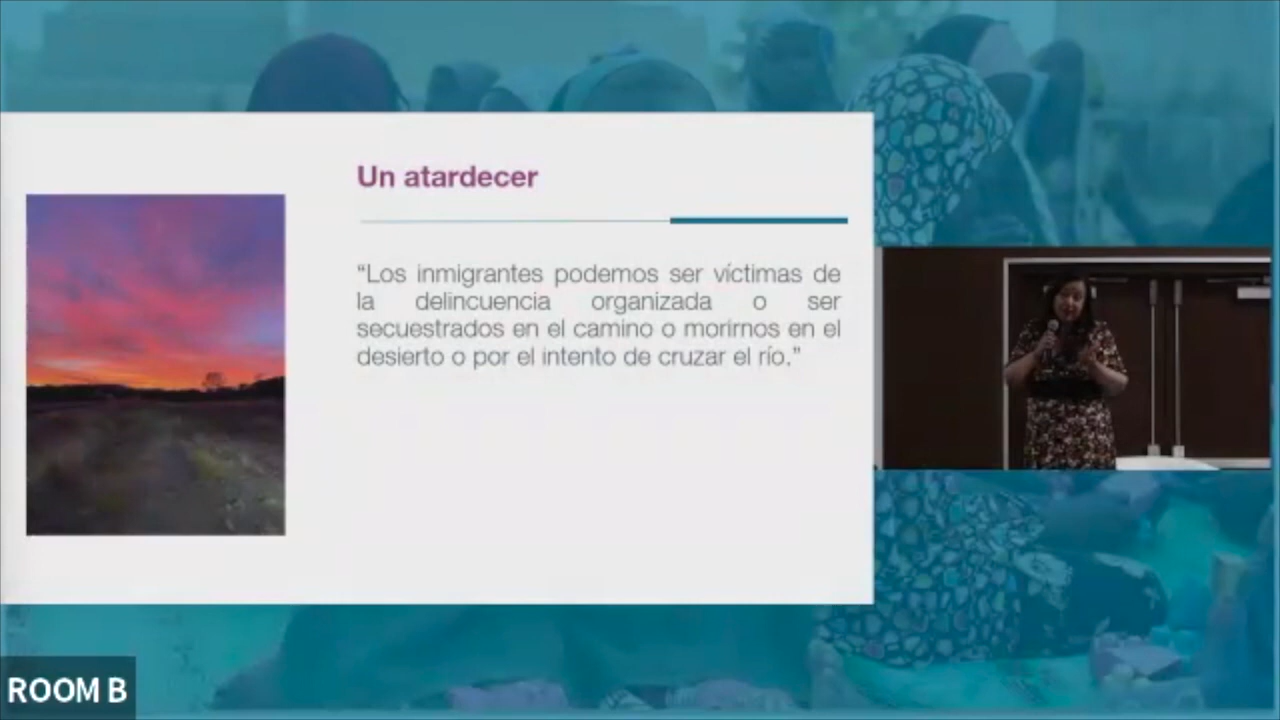 Un atardecer
“Los inmigrantes podemos ser víctimas de
la delincuencia organizada o ser
secuestrados en el camino o morirnos en el
desierto o por el intento de cruzar el río.”
ROOM B